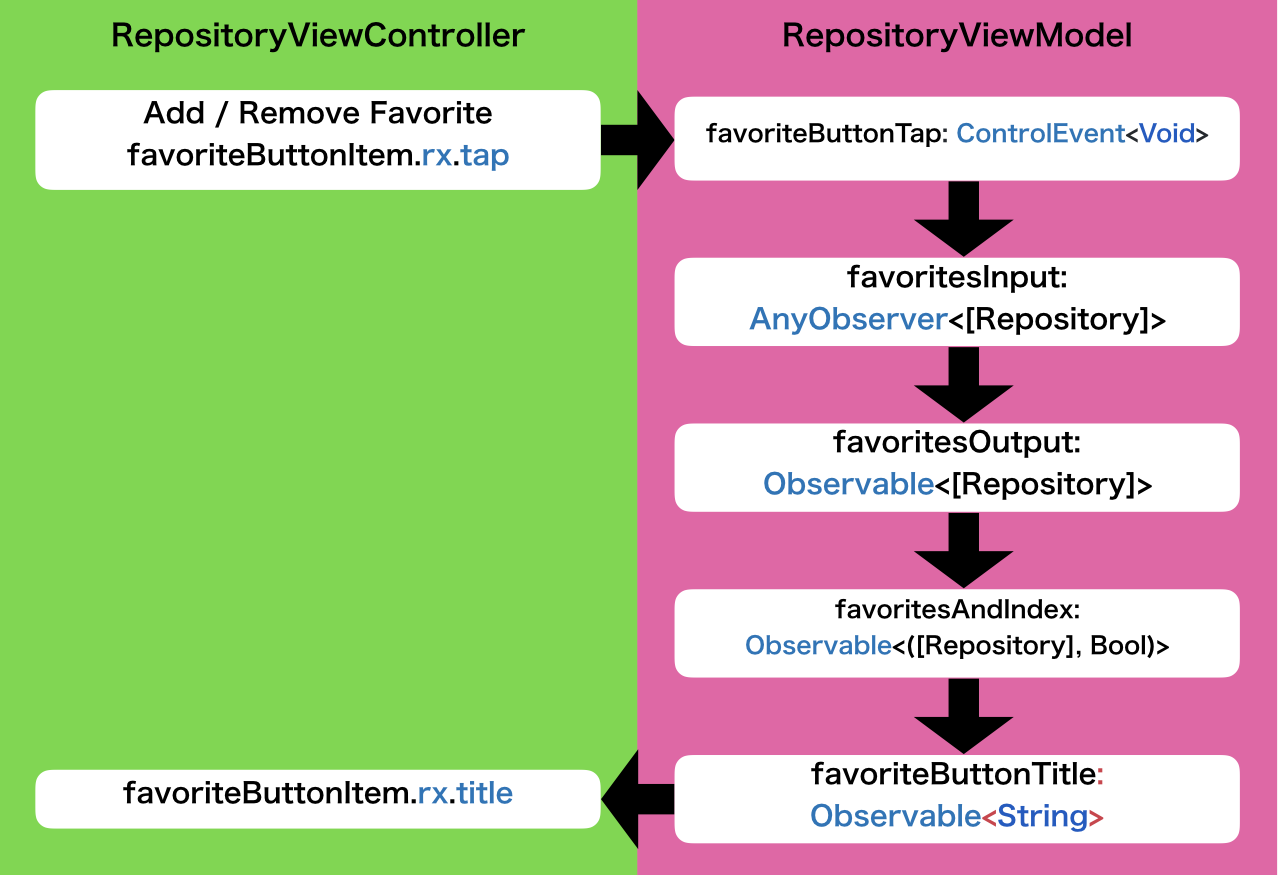 RepositoryViewController
RepositoryViewModel
Add / Remove Favorite
favoriteButtonItem.rx.tap
favoriteButtonTap: ControlEvent<Void>
favoritesInput:
AnyObserver<[Repository]>
favoritesOutput:
Observable<[Repository]>
favoritesAndIndex:
Observable<([Repository], Bool)>
favoriteButtonTitle:
Observable<String>
favoriteButtonItem.rx.title